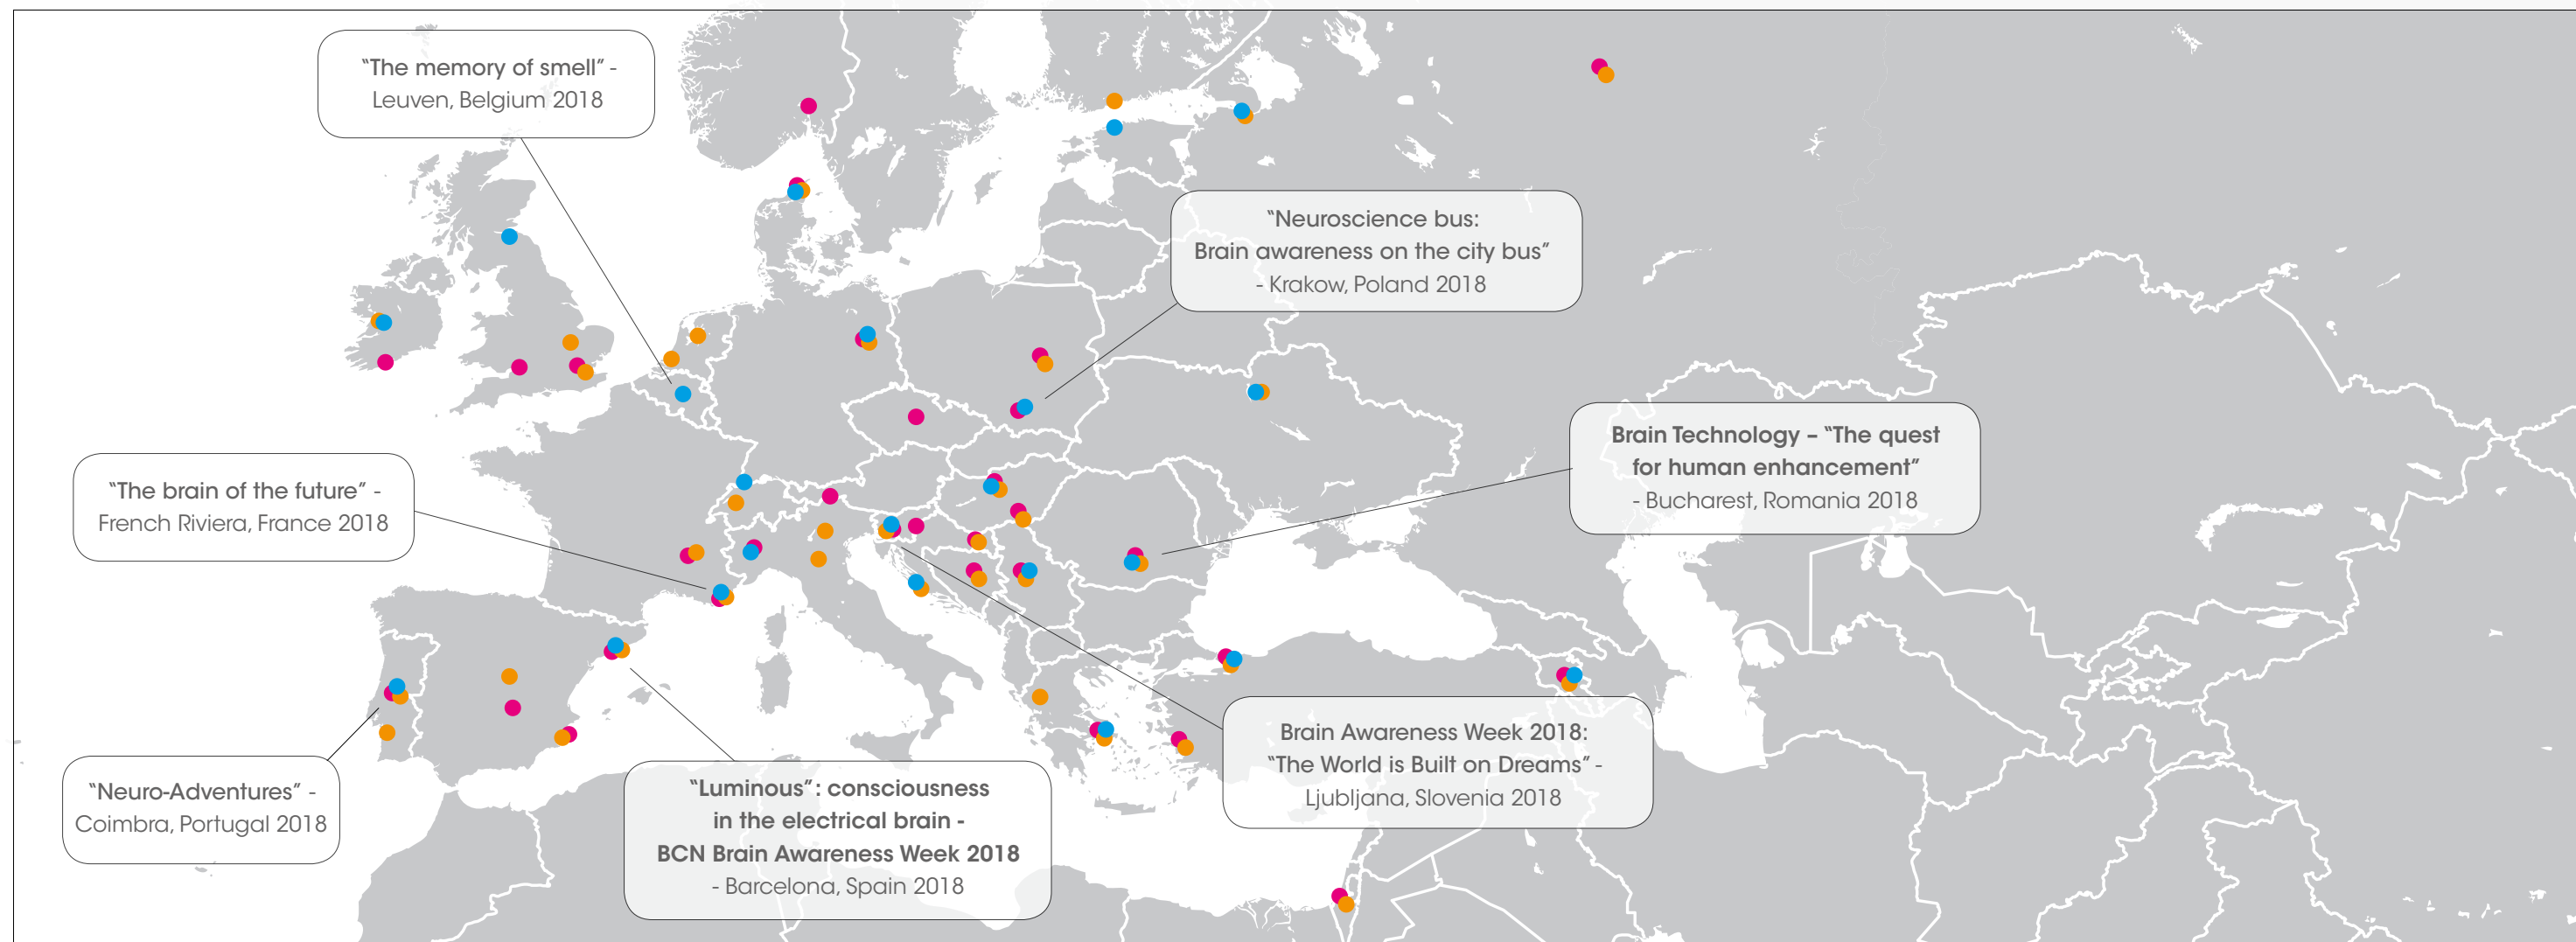 “The memory of smell” -
Leuven, Belgium 2018
“Neuroscience bus:
Brain awareness on the city bus”
- Krakow, Poland 2018
Brain Technology – “The quest
for human enhancement”
- Bucharest, Romania 2018
“The brain of the future” -
French Riviera, France 2018
Brain Awareness Week 2018:
“The World is Built on Dreams” -
Ljubljana, Slovenia 2018
“Neuro-Adventures” -
Coimbra, Portugal 2018
“Luminous”: consciousness
in the electrical brain -
BCN Brain Awareness Week 2018
- Barcelona, Spain 2018